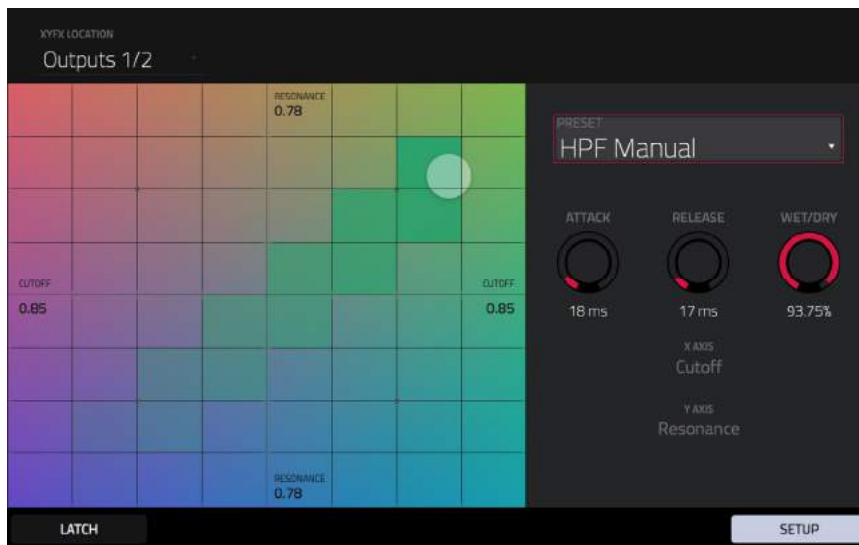 XYFX LOCATION
Outputs 1/2
RESONANCE
0.78
PRESET
HPF Manual
ATTACK RELEASE WET/DRY
CUTOFF CUTOFF
0.85 0.85
18 ms 17 ms 93.75%
X AXIS
Cutoff
Y AXIS
Resonance
RESONANCE
0.78
LATCH SETUP